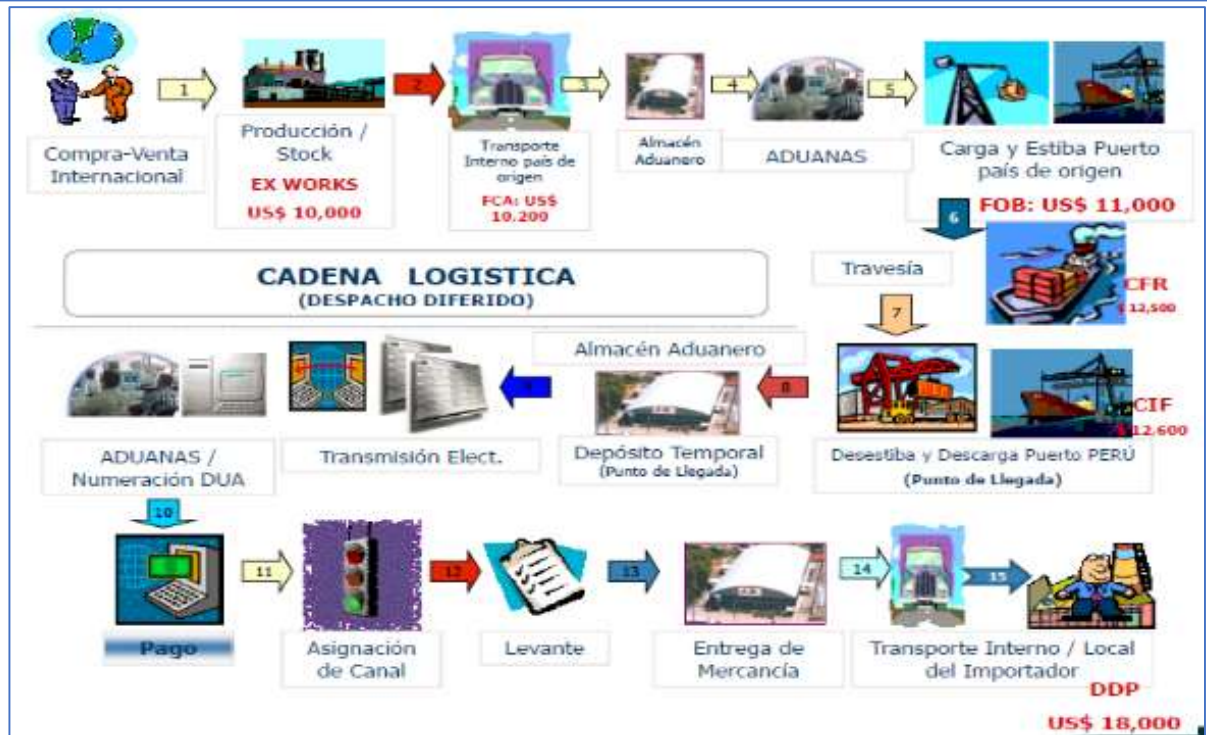 1
2
3
4
5
Compra-Venta
Internacional
Producción /
Stock
EX WORKS
US$ 10,000
Transporte
Interno país de
origen
FCA: US$
10.200
Almacén
Aduanero
ADUANAS
Carga y Estiba Puerto
país de origen
FOB: US$ 11,000
6
CADENA LOGISTICA
(DESPACHO DIFERIDO)
Travesía
CFR
$ 12,500
7
Almacén Aduanero
8
9
CIF
$ 12.600
ADUANAS /
Numeración DUA
Transmisión Elect.
Depósito Temporal
(Punto de Llegada)
Desestiba y Descarga Puerto PERÚ
(Punto de Llegada)
10
11
12
13
14
15
Pago
Asignación
de Canal
Levante
Entrega de
Mercancía
Transporte Interno / Local
del Importador
DDP
US$ 18,000